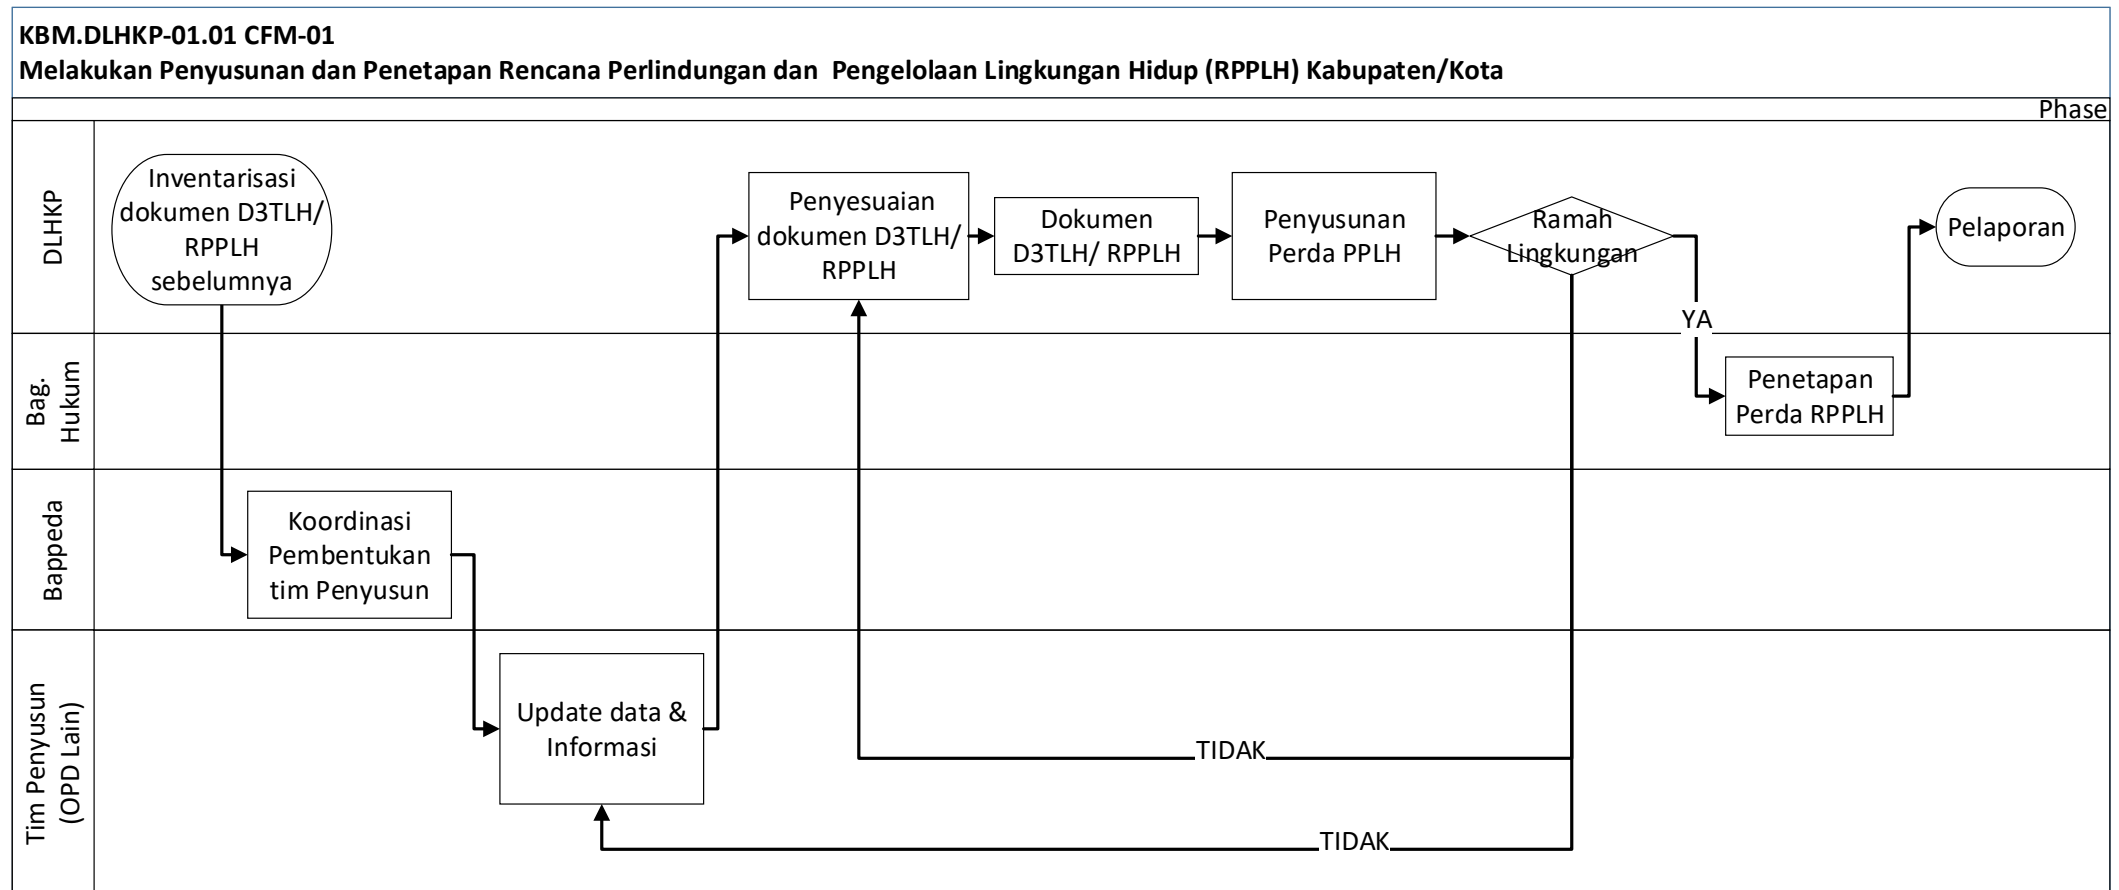 KBM.DLHKP-01.01 CFM-01
Melakukan Penyusunan dan Penetapan Rencana Perlindungan dan  Pengelolaan Lingkungan Hidup (RPPLH) Kabupaten/Kota
Phase
DLHKP
Inventarisasi
dokumen D3TLH/
RPPLH
sebelumnya
Penyesuaian
dokumen D3TLH/
RPPLH
Dokumen
D3TLH/ RPPLH
Penyusunan
Perda PPLH
Ramah
Lingkungan
Pelaporan
YA
Bag.
Hukum
Penetapan
Perda RPPLH
Bappeda
Koordinasi
Pembentukan
tim Penyusun
Tim Penyusun
(OPD Lain)
Update data &
Informasi
TIDAK
TIDAK